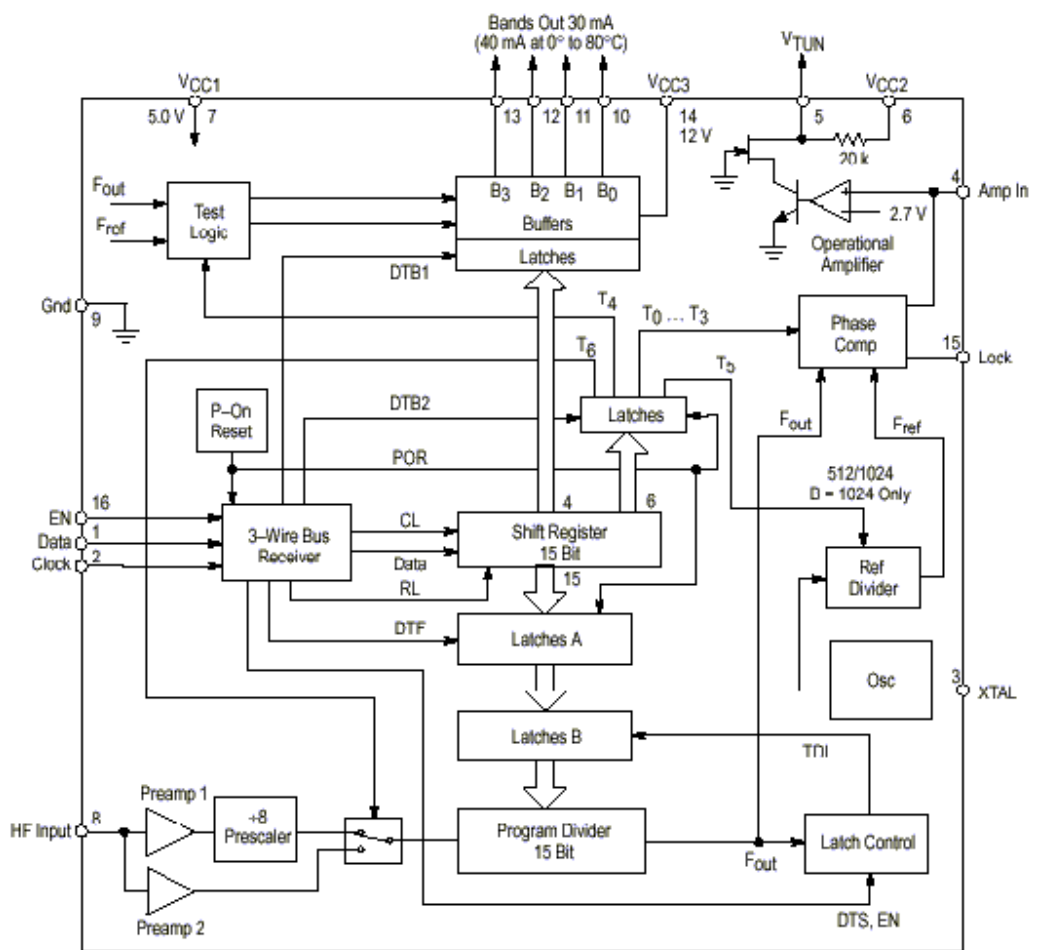 Bands Out 30 mA
(40 mA at 0° to 80°C)
VTUN
VCC1
VCC3
VCC2
5.0 V
7
13
12
11
10
14
12 V
5
6
20 k
Fout
Fref
Test
Logic
B3
B2
B1
B0
Buffers
Latches
DTB1
4
Amp In
2.7 V
Operational
Amplifier
Gnd
9
T4
T0 ... T3
Phase
Comp
15
Lock
T6
T5
P–On
Reset
DTB2
Latches
Fout
Fref
POR
512/1024
D = 1024 Only
16
EN
1
Data
2
Clock
3–Wire Bus
Receiver
CL
Data
RL
4
6
Shift Register
15 Bit
15
Ref
Divider
DTF
Latches A
Osc
3
XTAL
Latches B
TDI
HF Input
8
Preamp 1
÷8
Prescaler
Program Divider
15 Bit
Fout
Latch Control
Preamp 2
DTS, EN